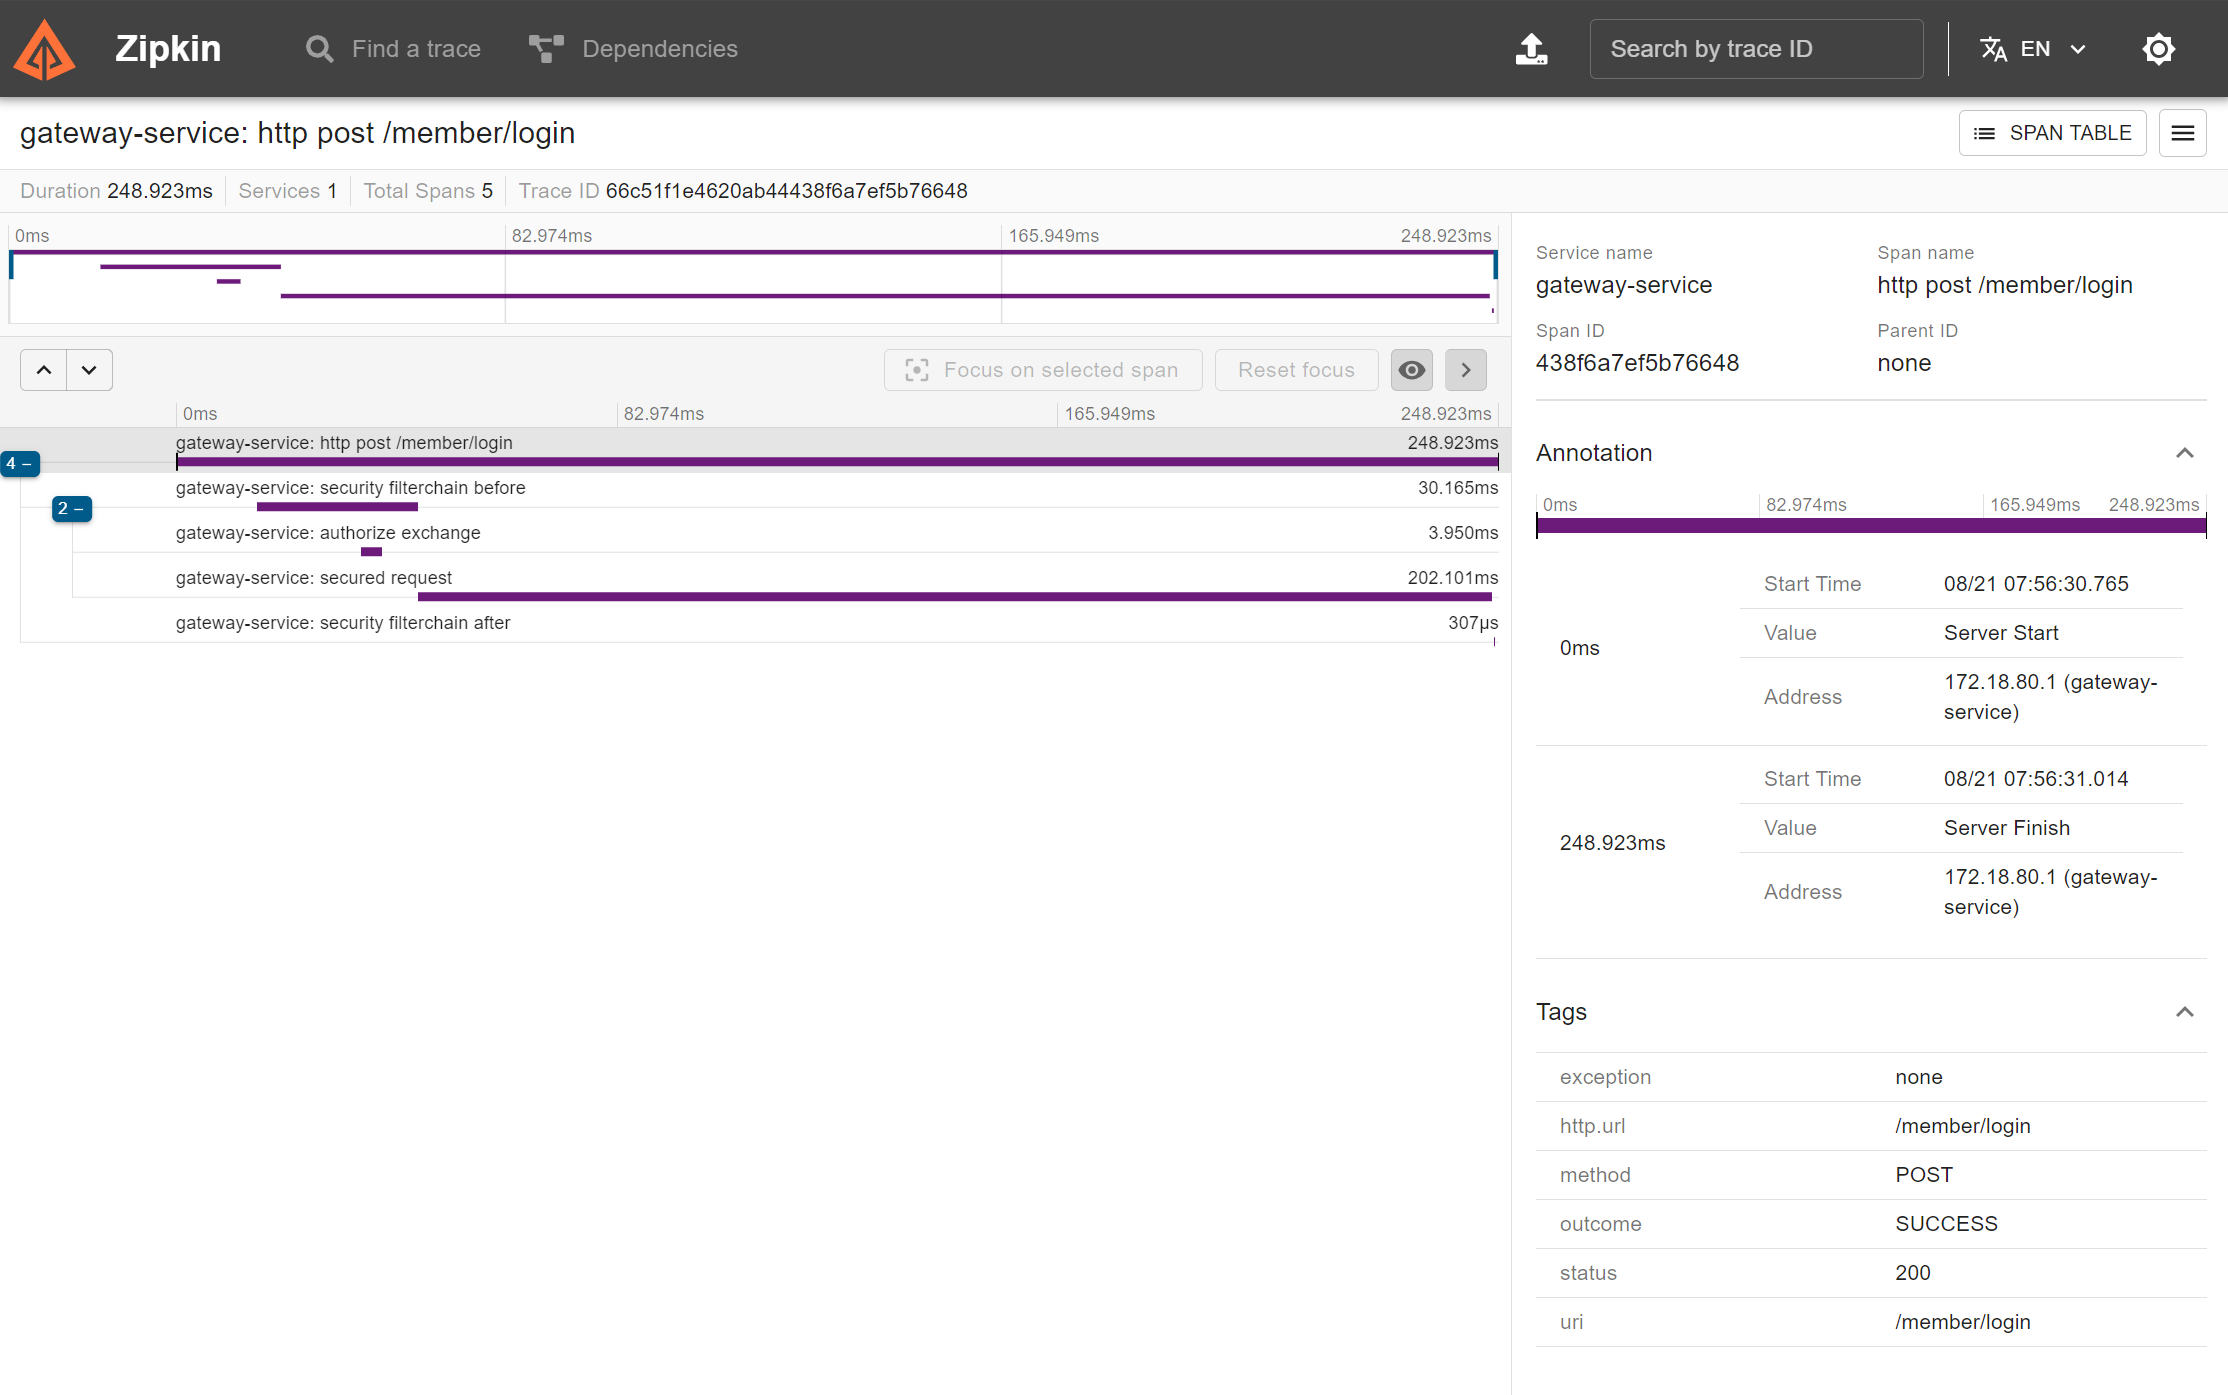 Zipkin
Find a trace
Dependencies
Search by trace ID
EN
gateway-service: http post /member/login
SPAN TABLE
Duration 248.923ms Services 1 Total Spans 5 Trace ID 66c51f1e4620ab44438f6a7ef5b76648
0ms 82.974ms 165.949ms 248.923ms
Focus on selected span
Reset focus
0ms 82.974ms 165.949ms 248.923ms
gateway-service: http post /member/login 248.923ms
4 –
gateway-service: security filterchain before 30.165ms
2 –
gateway-service: authorize exchange 3.950ms
gateway-service: secured request 202.101ms
gateway-service: security filterchain after 307μs
Service name
gateway-service
Span name
http post /member/login
Span ID
438f6a7ef5b76648
Parent ID
none
Annotation
0ms 82.974ms 165.949ms 248.923ms
0ms
Start Time 08/21 07:56:30.765
Value Server Start
Address 172.18.80.1 (gateway-
service)
248.923ms
Start Time 08/21 07:56:31.014
Value Server Finish
Address 172.18.80.1 (gateway-
service)
Tags
exception none
http.url /member/login
method POST
outcome SUCCESS
status 200
uri /member/login